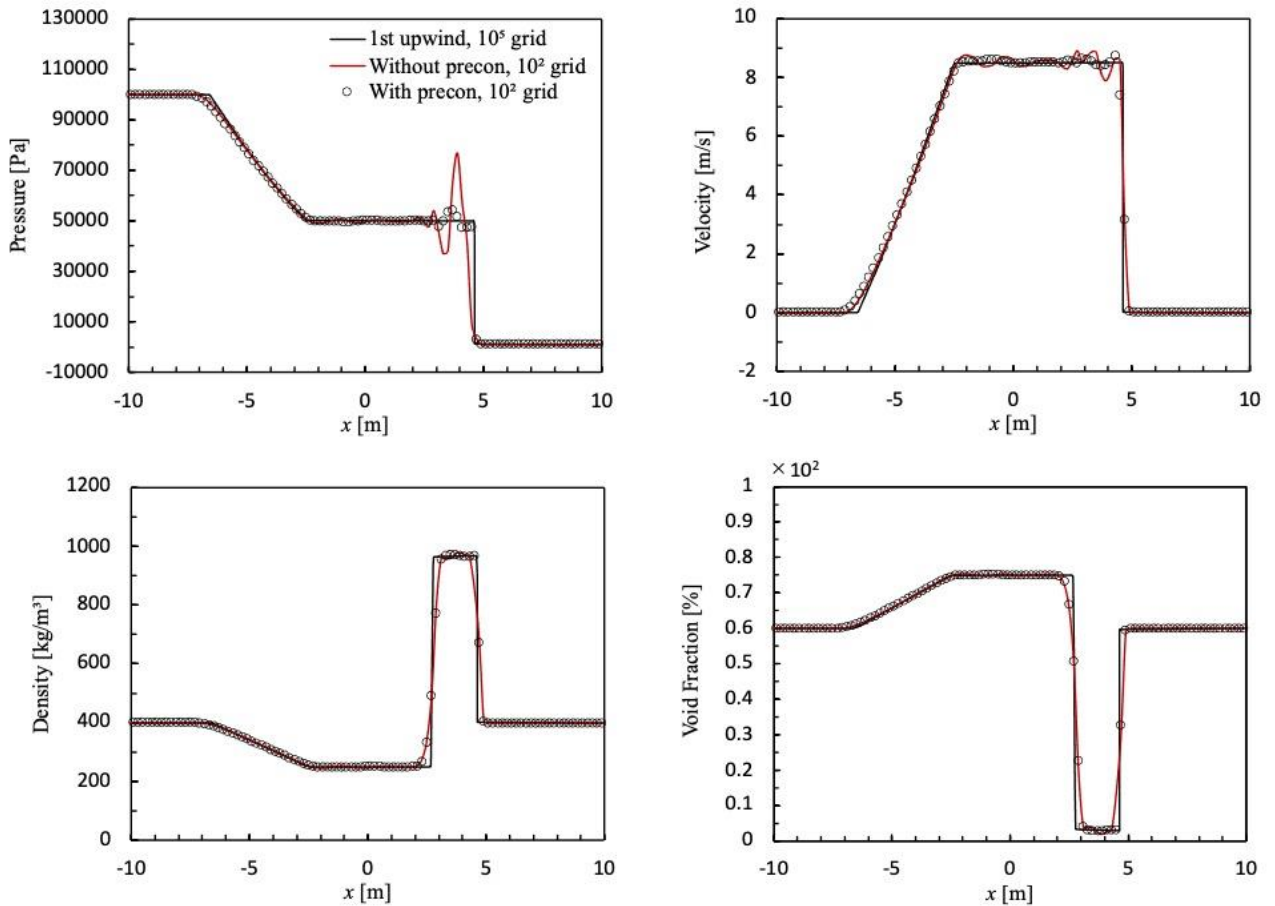 130000
110000
90000
70000
50000
30000
10000
-10000
Pressure [Pa]
1st upwind, 10⁵ grid
Without precon, 10² grid
With precon, 10² grid
-10 -5 0 5 10
x [m]
10
8
6
4
2
0
-2
Velocity [m/s]
-10 -5 0 5 10
x [m]
1200
1000
800
600
400
200
0
Density [kg/m³]
-10 -5 0 5 10
x [m]
× 10²
1
0.9
0.8
0.7
0.6
0.5
0.4
0.3
0.2
0.1
0
Void Fraction [%]
-10 -5 0 5 10
x [m]